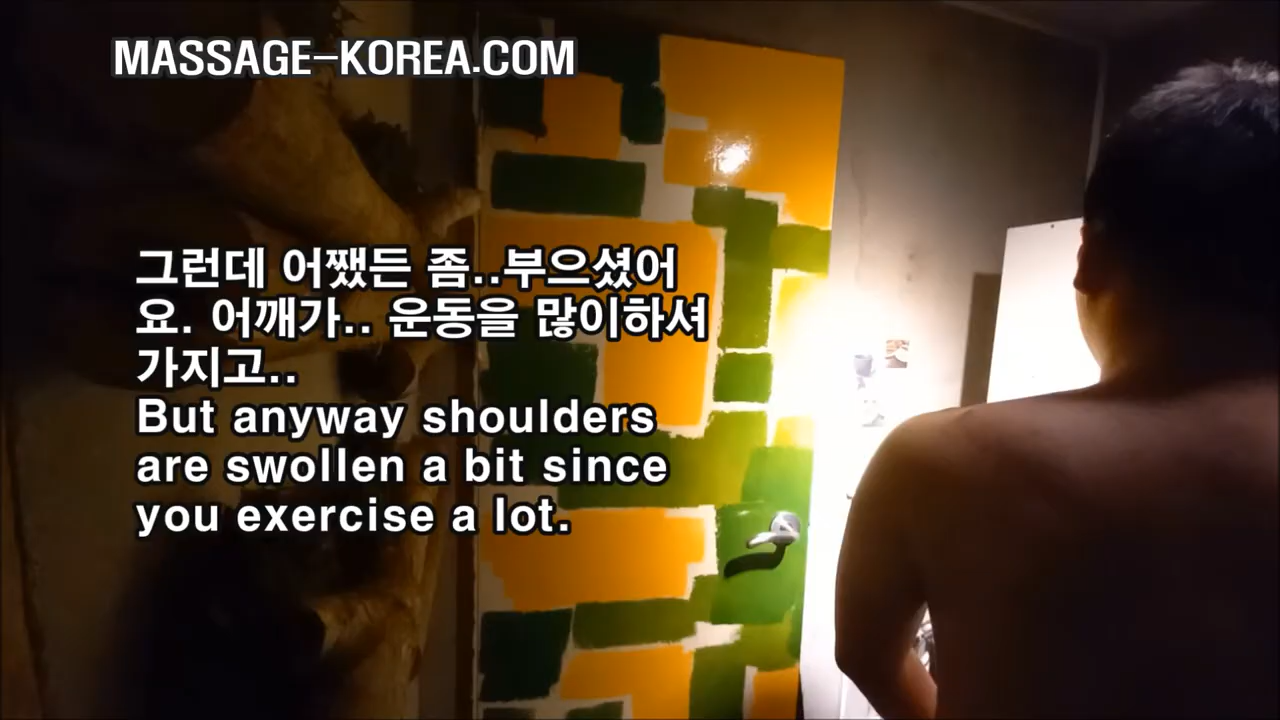 MASSAGE-KOREA.COM
그런데 어쨌든 좀..부으셨어
요. 어깨가.. 운동을 많이하셔
가지고..
But anyway shoulders
are swollen a bit since
you exercise a lot.